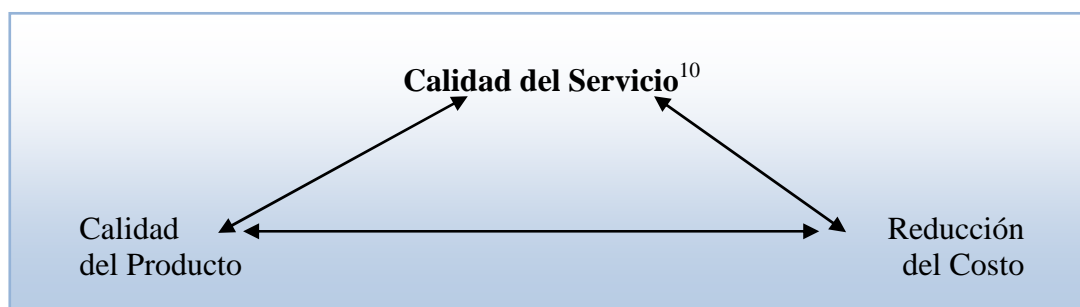 Calidad del Servicio10
Calidad
del Producto
Reducción
del Costo